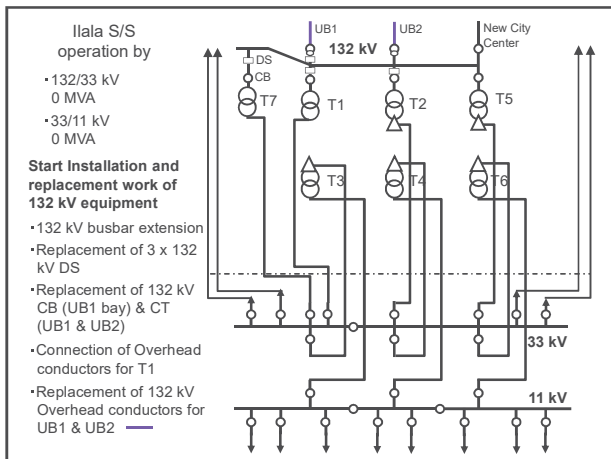 Ilala S/S
operation by
· 132/33 kV
0 MVA
· 33/11 kV
0 MVA
Start Installation and
replacement work of
132 kV equipment
· 132 kV busbar extension
· Replacement of 3 x 132
kV DS
· Replacement of 132 kV
CB (UB1 bay) & CT
(UB1 & UB2)
· Connection of Overhead
conductors for T1
· Replacement of 132 kV
Overhead conductors for
UB1 & UB2
UB1
UB2
New City
Center
132 kV
DS
CB
T7
T1
T2
T5
T3
T4
T6
33 kV
11 kV